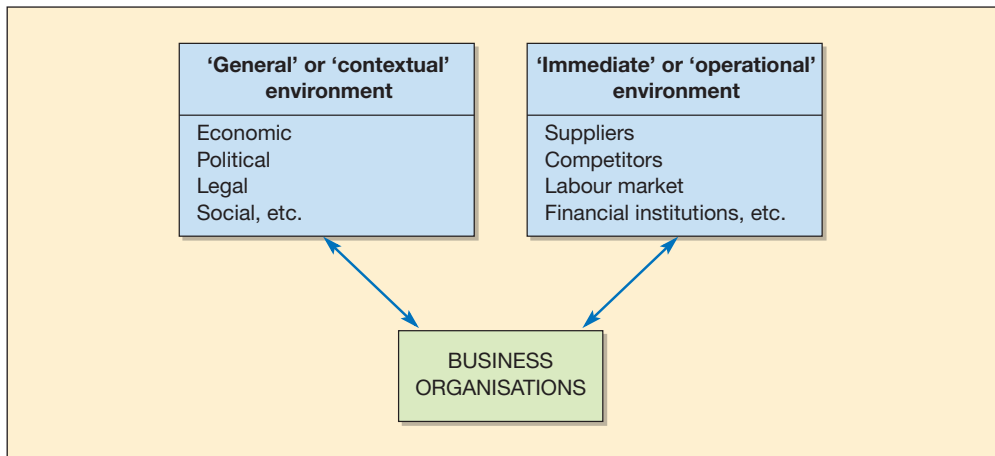 ‘General’ or ‘contextual’
environment
Economic
Political
Legal
Social, etc.
‘Immediate’ or ‘operational’
environment
Suppliers
Competitors
Labour market
Financial institutions, etc.
BUSINESS
ORGANISATIONS